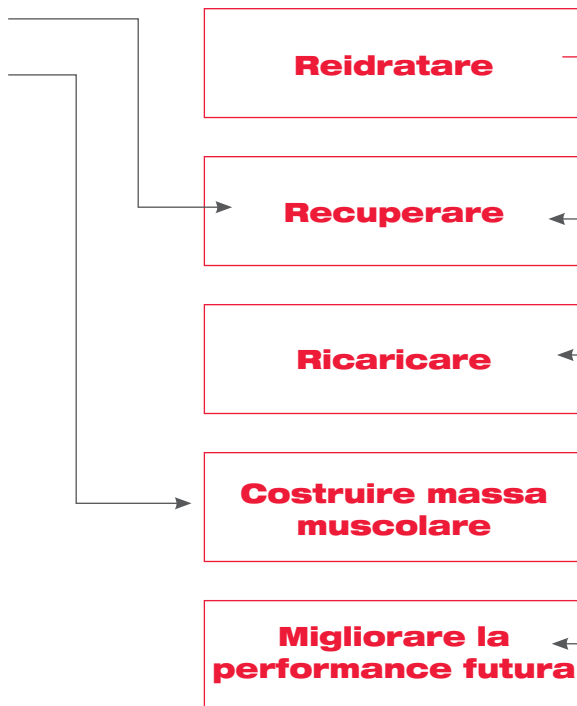 Reidratare
Recuperare
Ricaricare
Costruire massa
muscolare
Migliorare la
performance futura